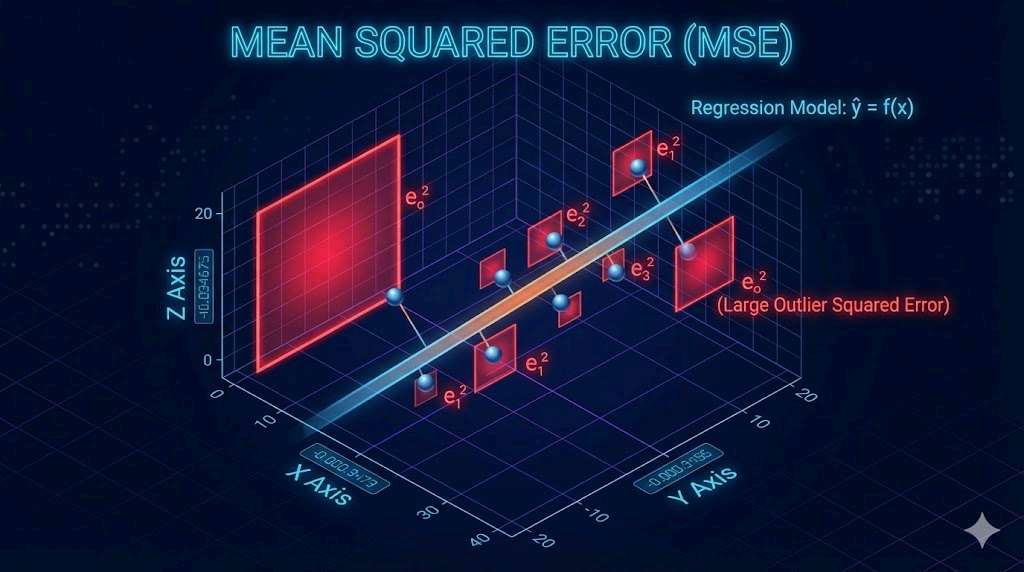 MEAN SQUARED ERROR (MSE)
Regression Model: ŷ = f(x)
e₁²
e₀²
20
e₂²
e₃²
Z Axis
e₀²
(Large Outlier Squared Error)
0
e₁²
e₁²
0
10
20
10
X Axis
Y Axis
30
-10
40
20